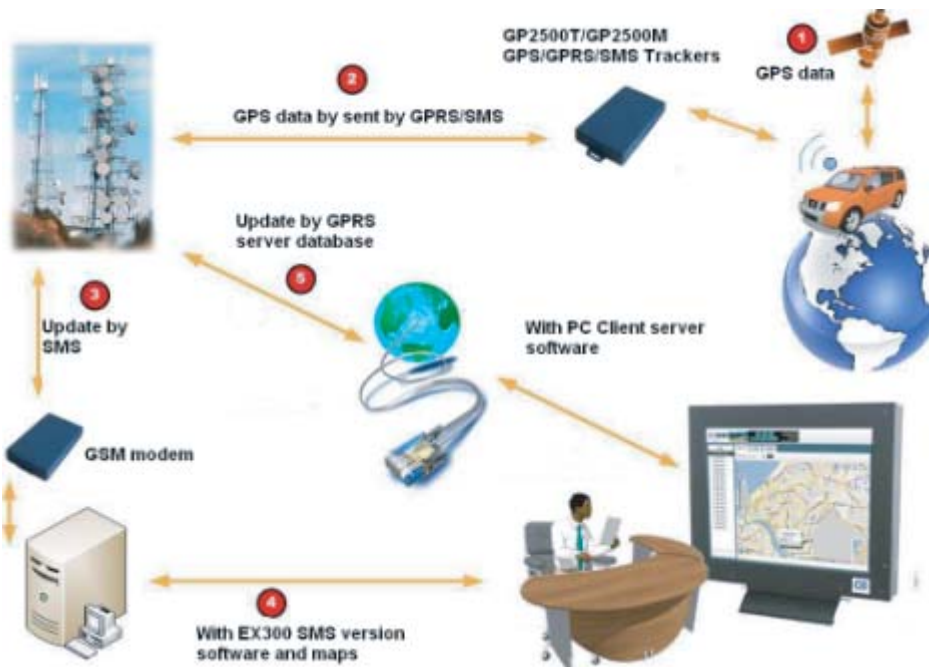 GP2500T/GP2500M
GPS/GPRS/SMS Trackers
1
GPS data
2
GPS data by sent by GPRS/SMS
Update by GPRS
server database
5
3
Update by
SMS
With PC Client server
software
GSM modem
4
With EX300 SMS version
software and maps